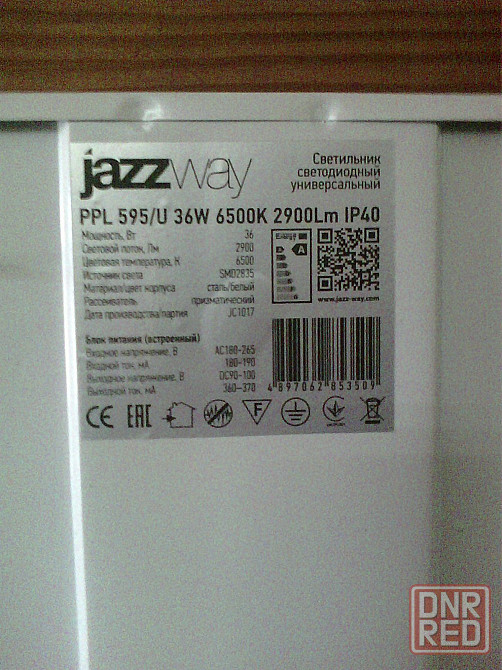 jazzway
Светильник
светодиодный
универсальный
PPL 595/U 36W 6500K 2900Lm IP40
Мощность, Вт 36
Световой поток, Лм 2900
Цветовая температура, К 6500
Источник света SMD2835
Материал/цвет корпуса сталь/белый
Рассеиватель призматический
Дата производства/партия JC1017
Energy
A
www.jazz-way.com
Блок питания (встроенный)
Входное напряжение, В AC180-265
Входной ток, мА 180-190
Выходное напряжение, В DC90-100
Выходной ток, мА 360-370
4897062853509
CE EAC F
DNR
RED